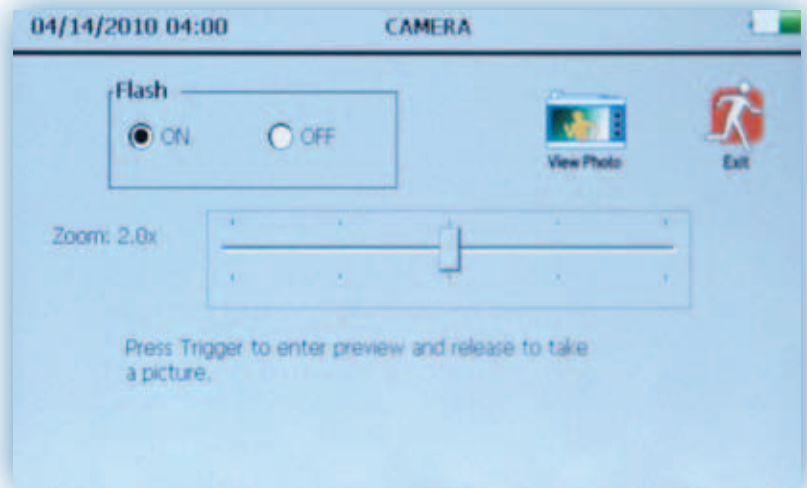 04/14/2010 04:00 CAMERA
Flash
ON OFF
View Photo Exit
Zoom: 2.0x
Press Trigger to enter preview and release to take
a picture.